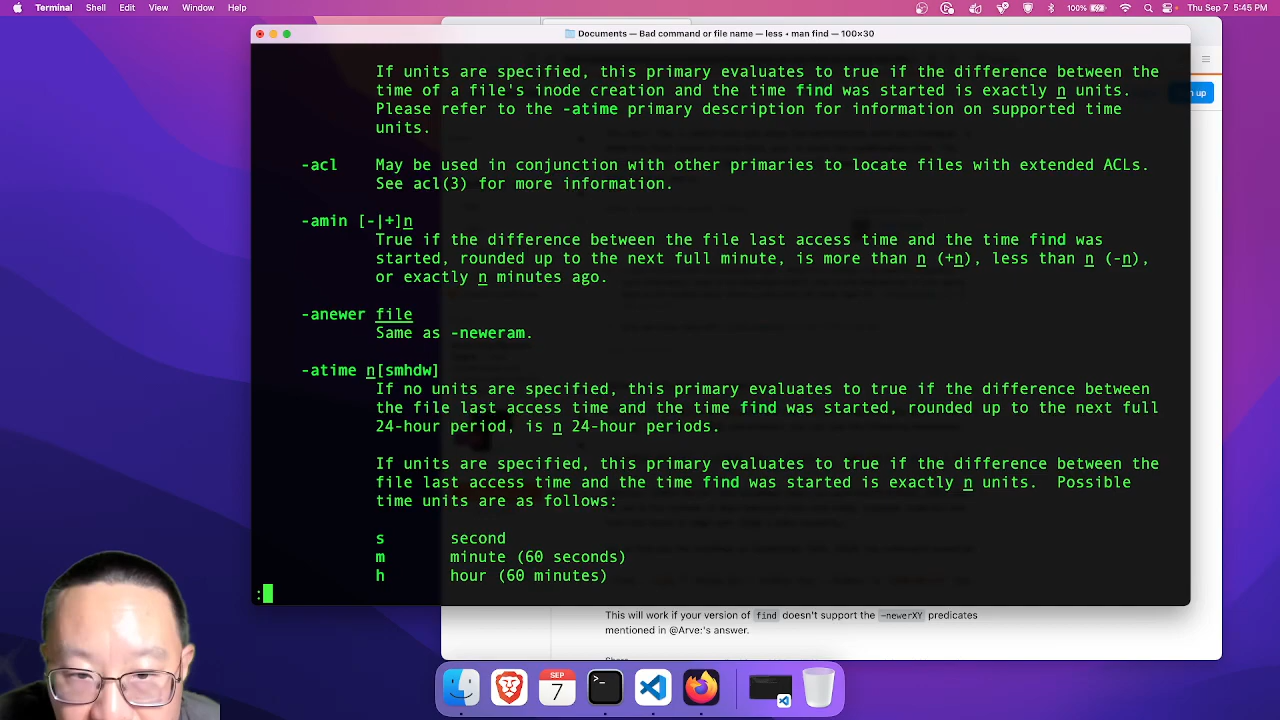 Terminal Shell Edit View Window Help 100% Thu Sep 7 5:45 PM
Documents — Bad command or file name — less • man find — 100×30
If units are specified, this primary evaluates to true if the difference between the
time of a file's inode creation and the time find was started is exactly n units.
Please refer to the -atime primary description for information on supported time
units.
-acl May be used in conjunction with other primaries to locate files with extended ACLs.
See acl(3) for more information.
-amin [-|+]n
True if the difference between the file last access time and the time find was
started, rounded up to the next full minute, is more than n (+n), less than n (-n),
or exactly n minutes ago.
-anewer file
Same as -neweram.
-atime n[smhdw]
If no units are specified, this primary evaluates to true if the difference between
the file last access time and the time find was started, rounded up to the next full
24-hour period, is n 24-hour periods.
If units are specified, this primary evaluates to true if the difference between the
file last access time and the time find was started is exactly n units. Possible
time units are as follows:
s second
m minute (60 seconds)
h hour (60 minutes)
:
up
This will work if your version of find doesn't support the -newerXY predicates
mentioned in @Arve:'s answer.
SEP
7